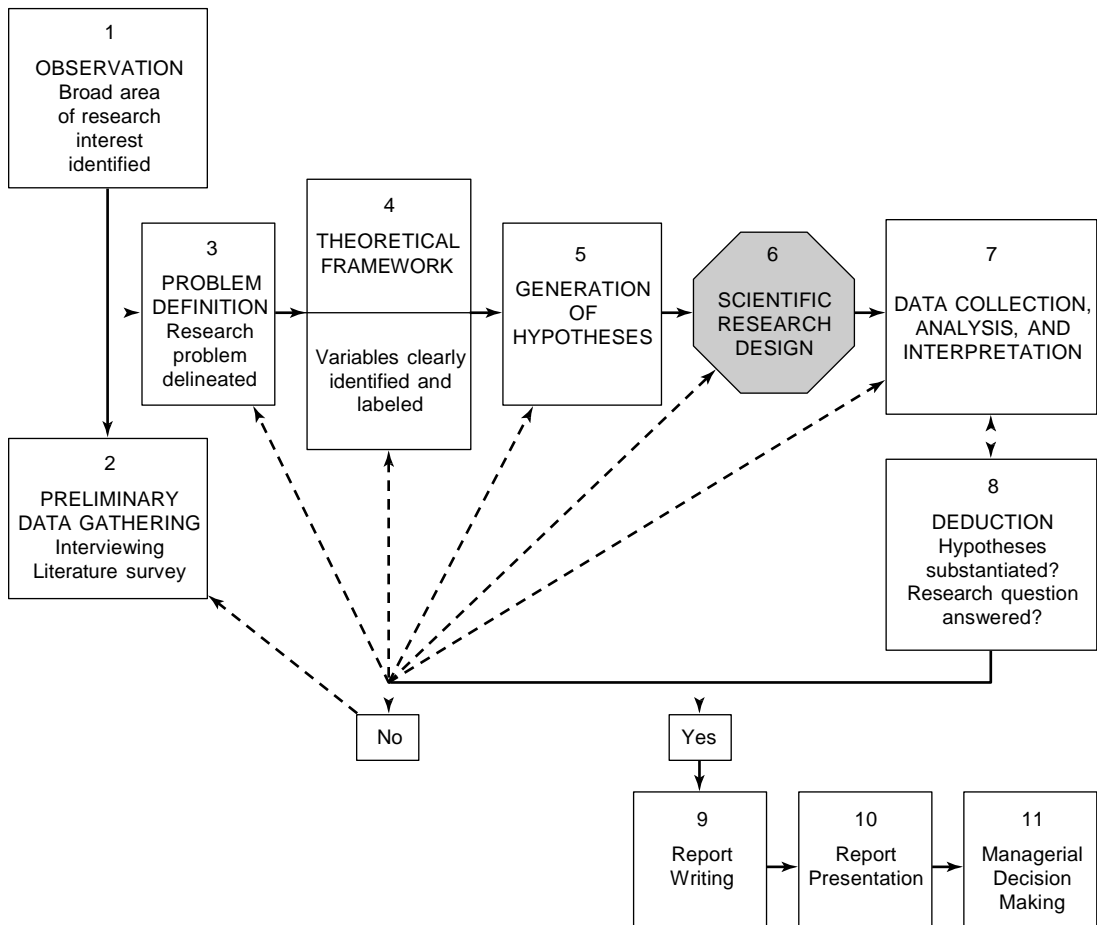 1
OBSERVATION
Broad area
of research
interest
identified
2
PRELIMINARY
DATA GATHERING
Interviewing
Literature survey
3
PROBLEM
DEFINITION
Research
problem
delineated
4
THEORETICAL
FRAMEWORK
Variables clearly
identified and
labeled
5
GENERATION
OF
HYPOTHESES
6
SCIENTIFIC
RESEARCH
DESIGN
7
DATA COLLECTION,
ANALYSIS, AND
INTERPRETATION
8
DEDUCTION
Hypotheses
substantiated?
Research question
answered?
No
Yes
9
Report
Writing
10
Report
Presentation
11
Managerial
Decision
Making